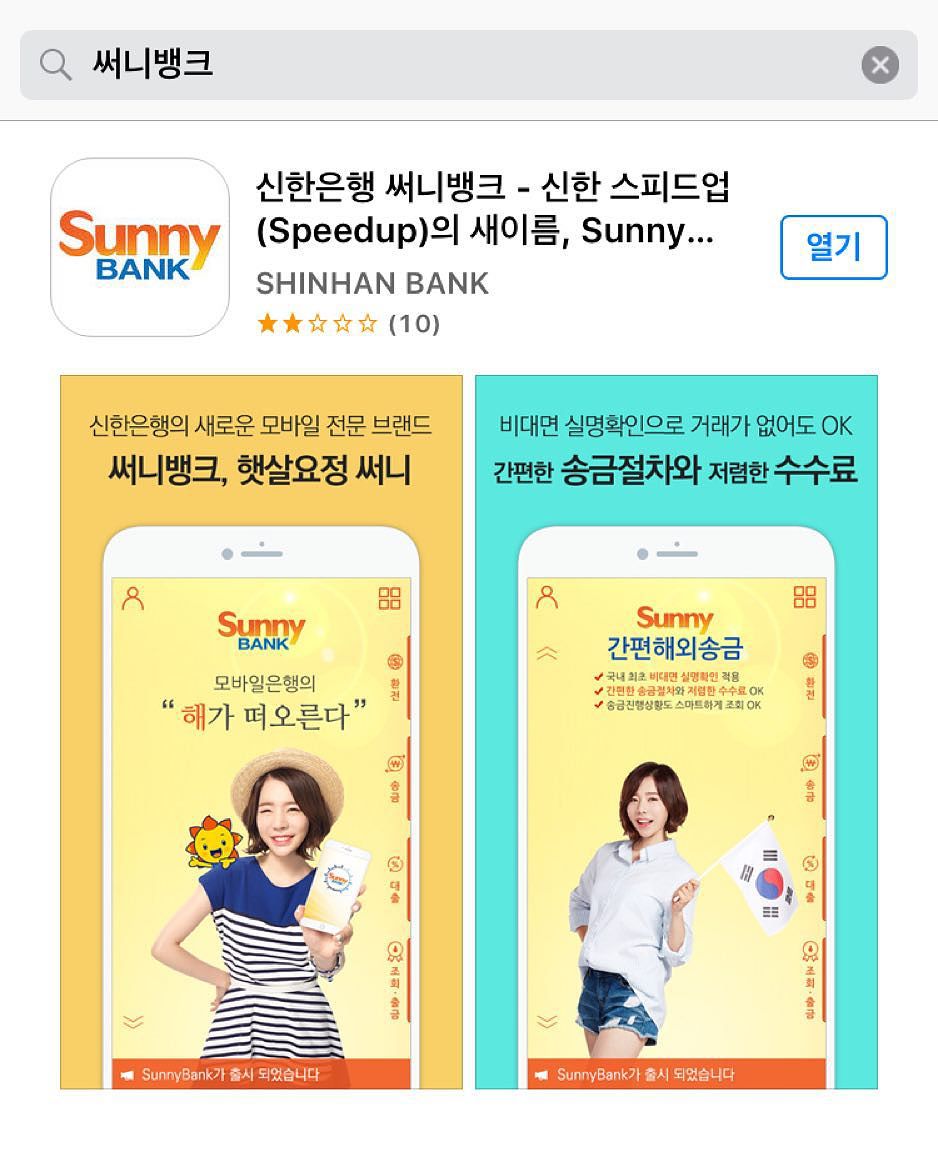 써니뱅크
Sunny
BANK
신한은행 써니뱅크 - 신한 스피드업
(Speedup)의 새이름, Sunny...
SHINHAN BANK
(10)
열기
신한은행의 새로운 모바일 전문 브랜드
써니뱅크, 햇살요정 써니
Sunny
BANK
모바일은행의
“해가 떠오른다”
환전
송금
대출
조회·출금
Sunny
BANK
SunnyBank가 출시 되었습니다
비대면 실명확인으로 거래가 없어도 OK
간편한 송금절차와 저렴한 수수료
Sunny
간편해외송금
국내 최초 비대면 실명확인 적용
간편한 송금절차와 저렴한 수수료 OK
송금진행상황도 스마트하게 조회 OK
환전
송금
대출
조회·출금
SunnyBank가 출시 되었습니다